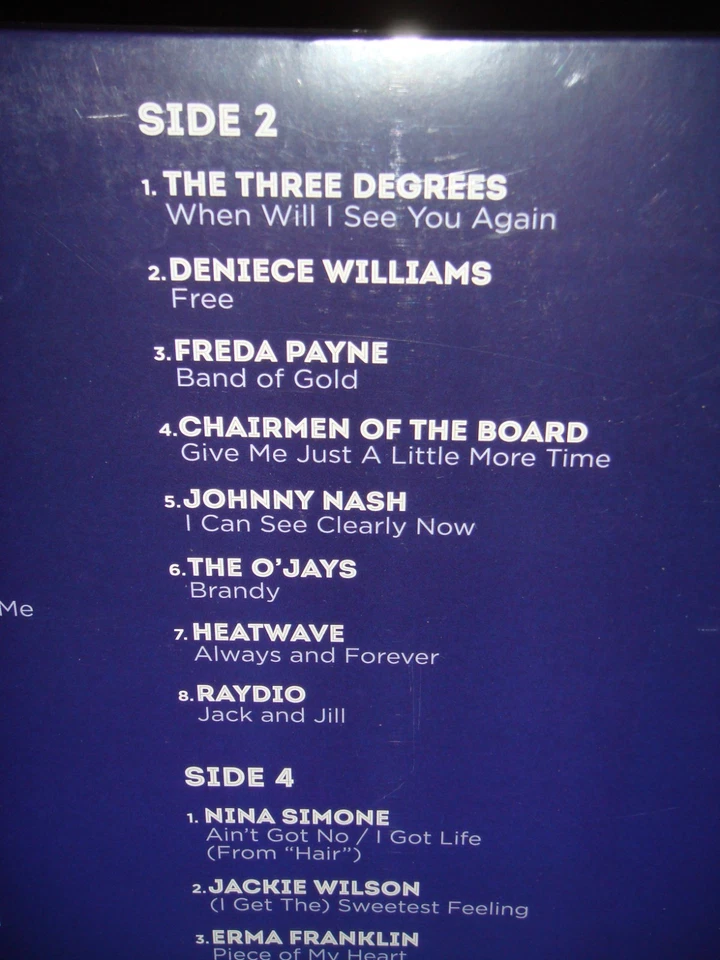 SIDE 2
1. THE THREE DEGREES
When Will I See You Again
2. DENIECE WILLIAMS
Free
3. FREDA PAYNE
Band of Gold
4. CHAIRMEN OF THE BOARD
Give Me Just A Little More Time
5. JOHNNY NASH
I Can See Clearly Now
6. THE O'JAYS
Brandy
Me
7. HEATWAVE
Always and Forever
8. RAYDIO
Jack and Jill
SIDE 4
1. NINA SIMONE
Ain't Got No / I Got Life
(From "Hair")
2. JACKIE WILSON
(I Get The) Sweetest Feeling
3. ERMA FRANKLIN
Piece of My Heart